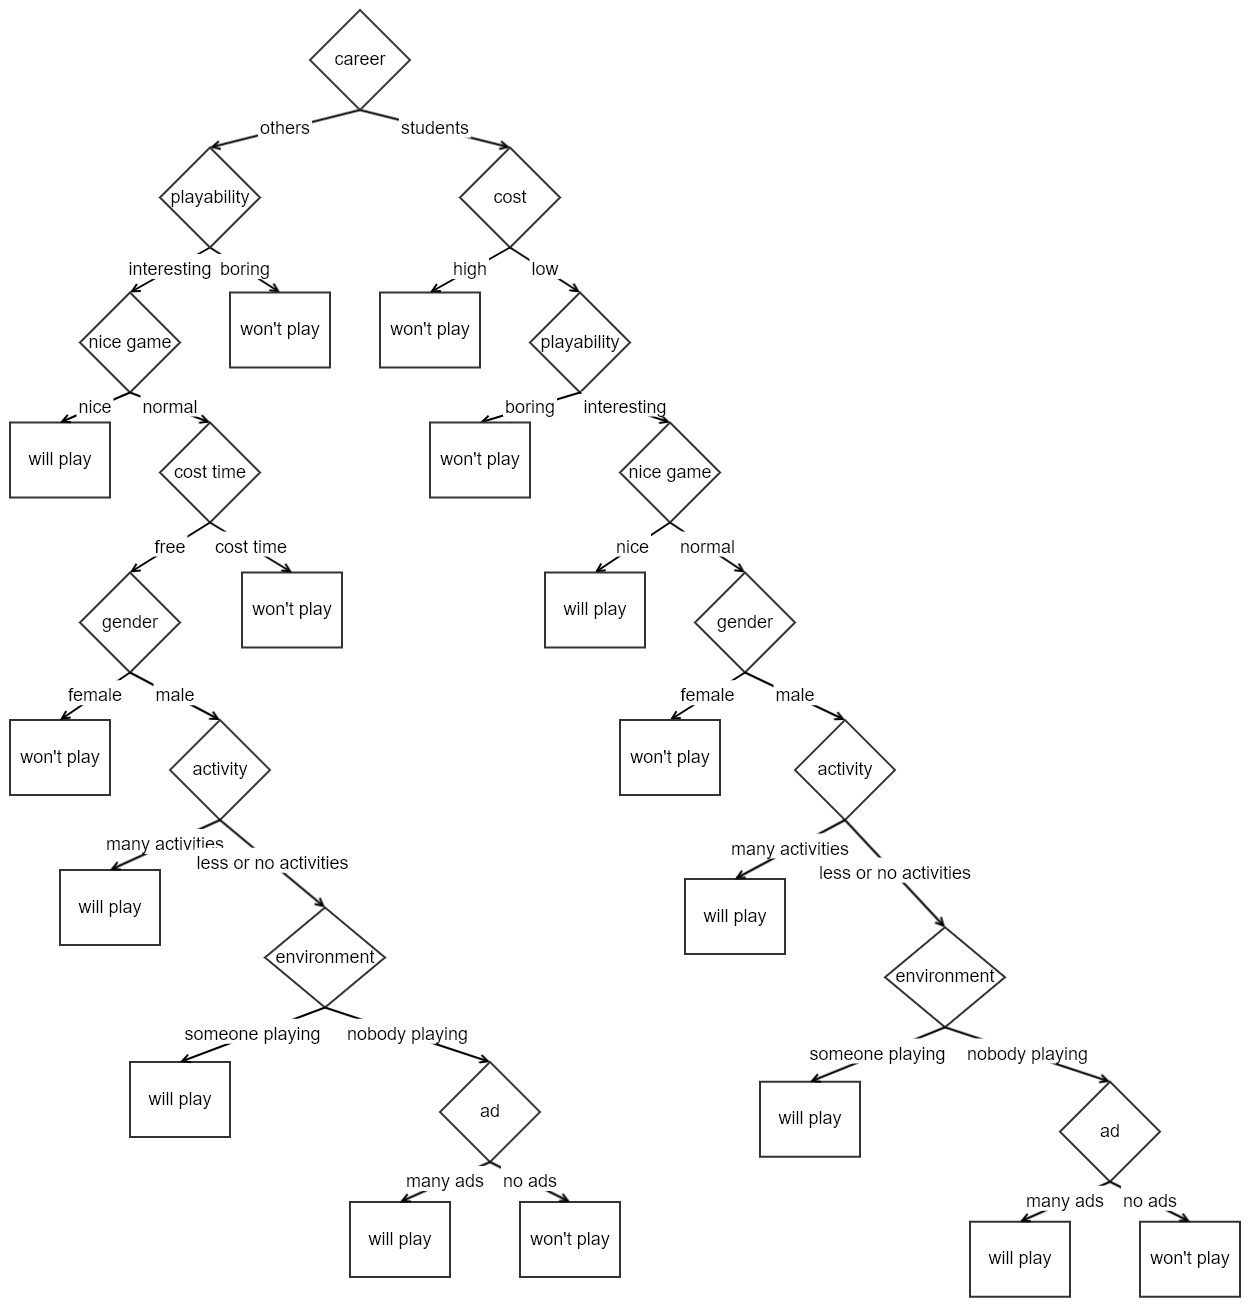 career
others
students
playability
cost
interesting
boring
high
low
nice game
won't play
won't play
playability
nice
normal
boring
interesting
will play
cost time
won't play
nice game
free
cost time
nice
normal
gender
won't play
will play
gender
female
male
female
male
won't play
activity
won't play
activity
many activities
less or no activities
many activities
less or no activities
will play
will play
environment
environment
someone playing
nobody playing
someone playing
nobody playing
will play
ad
will play
ad
many ads
no ads
many ads
no ads
will play
won't play
will play
won't play